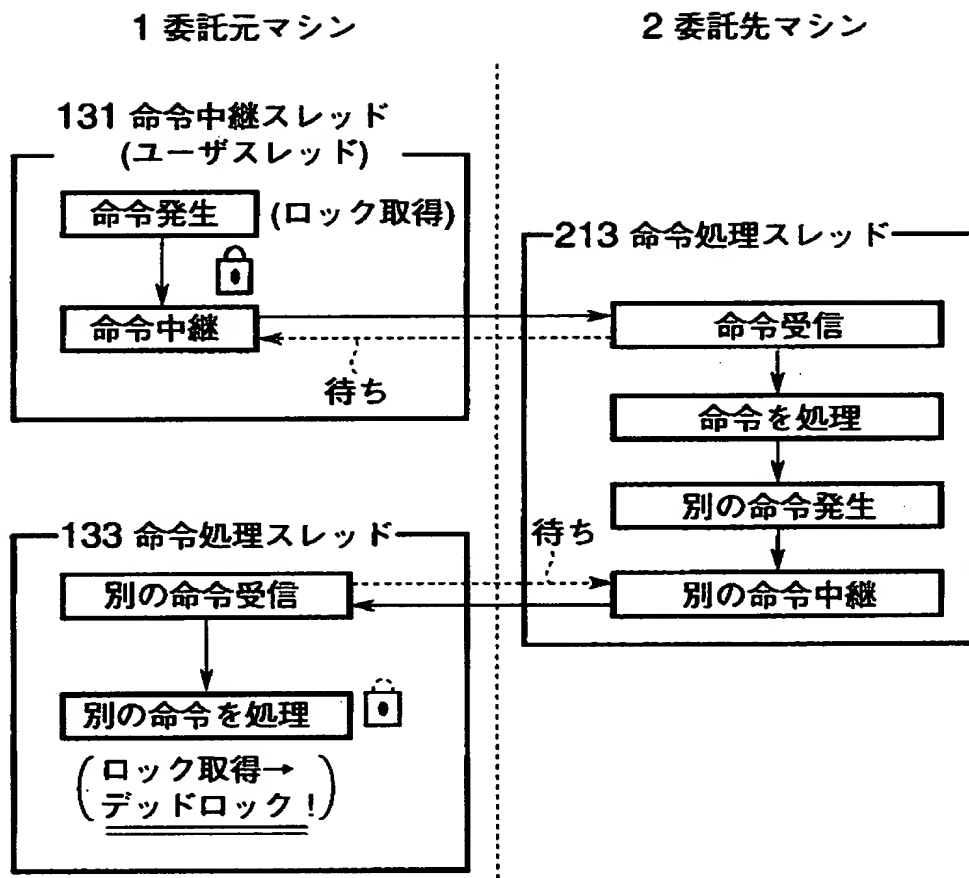 1 委託元マシン
2 委託先マシン
131 命令中継スレッド
(ユーザスレッド)
命令発生 (ロック取得)
命令中継
待ち
213 命令処理スレッド
命令受信
命令を処理
別の命令発生
待ち
別の命令中継
133 命令処理スレッド
別の命令受信
別の命令を処理
(ロック取得→
デッドロック!)